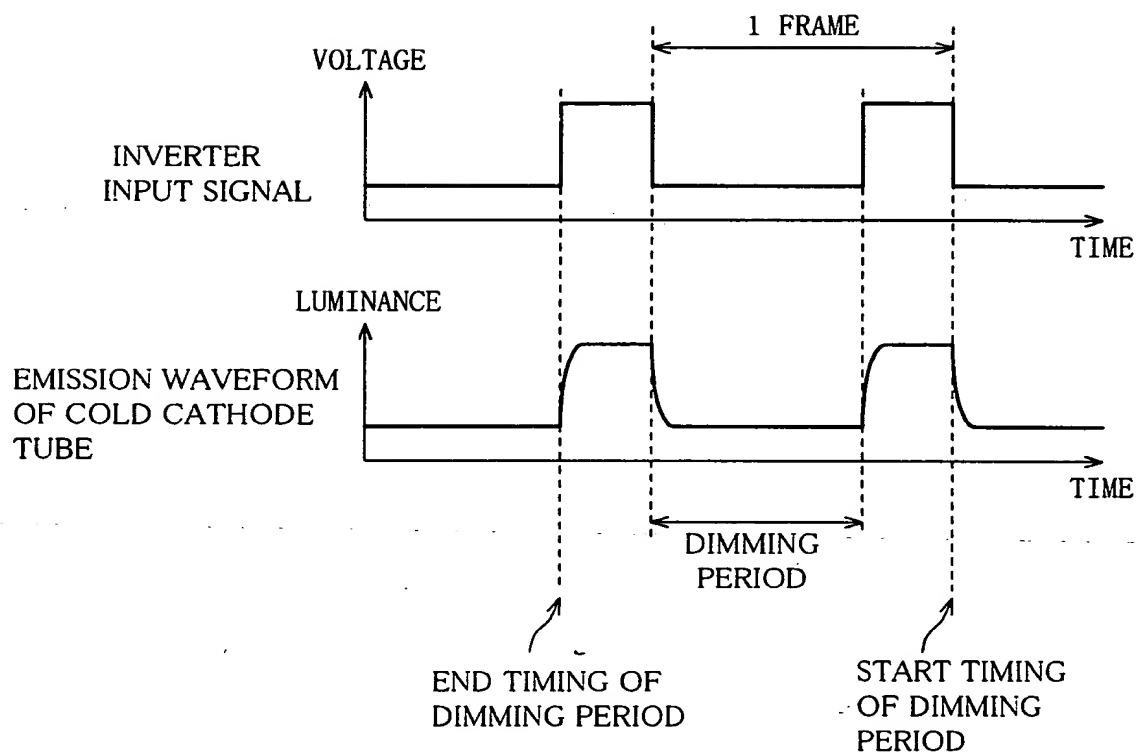 1 FRAME
VOLTAGE
INVERTER
INPUT SIGNAL
TIME
LUMINANCE
EMISSION WAVEFORM
OF COLD CATHODE
TUBE
TIME
DIMMING
PERIOD
END TIMING OF
DIMMING PERIOD
START TIMING
OF DIMMING
PERIOD